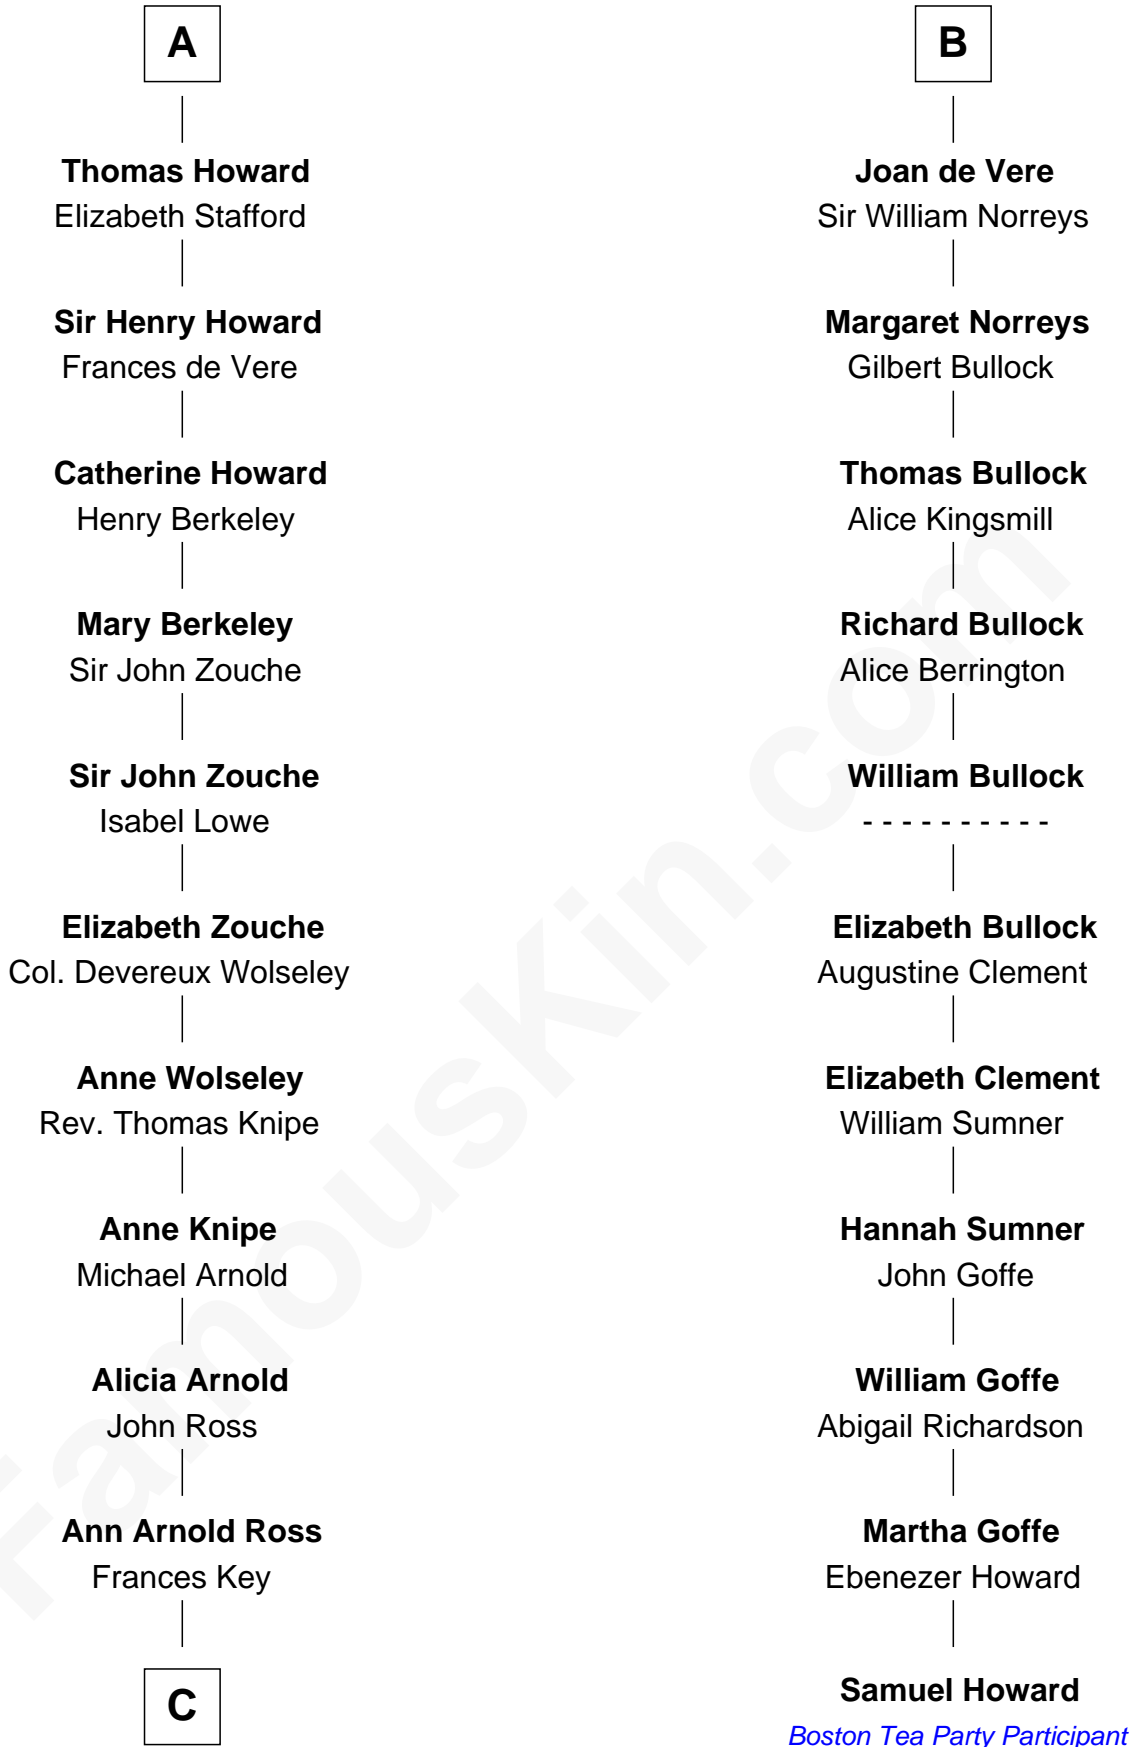 A
Thomas Howard
Elizabeth Stafford
Sir Henry Howard
Frances de Vere
Catherine Howard
Henry Berkeley
Mary Berkeley
Sir John Zouche
Sir John Zouche
Isabel Lowe
Elizabeth Zouche
Col. Devereux Wolseley
Anne Wolseley
Rev. Thomas Knipe
Anne Knipe
Michael Arnold
Alicia Arnold
John Ross
Ann Arnold Ross
Frances Key
C
B
Joan de Vere
Sir William Norreys
Margaret Norreys
Gilbert Bullock
Thomas Bullock
Alice Kingsmill
Richard Bullock
Alice Berrington
William Bullock
- - - - - - - - - -
Elizabeth Bullock
Augustine Clement
Elizabeth Clement
William Sumner
Hannah Sumner
John Goffe
William Goffe
Abigail Richardson
Martha Goffe
Ebenezer Howard
Samuel Howard
Boston Tea Party Participant
FamousKin.com